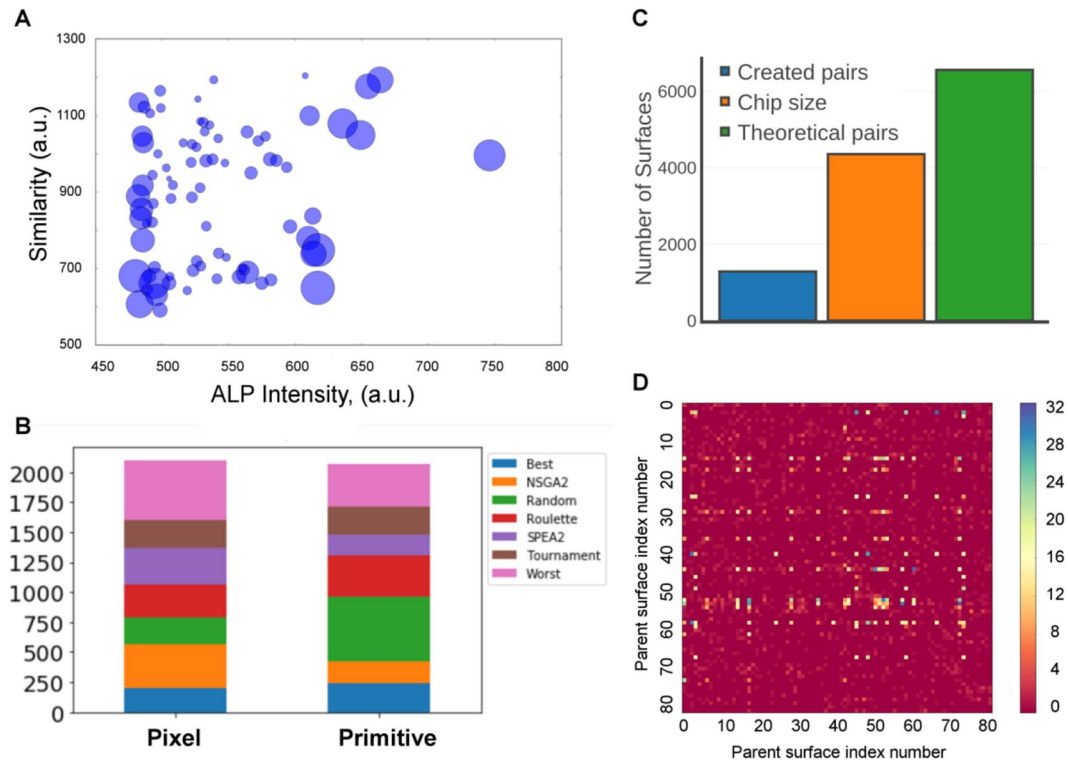 A
1300
1100
900
700
500
Similarity (a.u.)
450 500 550 600 650 700 750 800
ALP Intensity, (a.u.)
B
2000
1750
1500
1250
1000
750
500
250
0
Pixel Primitive
Best
NSGA2
Random
Roulette
SPEA2
Tournament
Worst
C
Number of Surfaces
6000
4000
2000
0
Created pairs
Chip size
Theoretical pairs
D
Parent surface index number
0
10
20
30
40
50
60
70
80
0 10 20 30 40 50 60 70 80
Parent surface index number
32
28
24
20
16
12
8
4
0